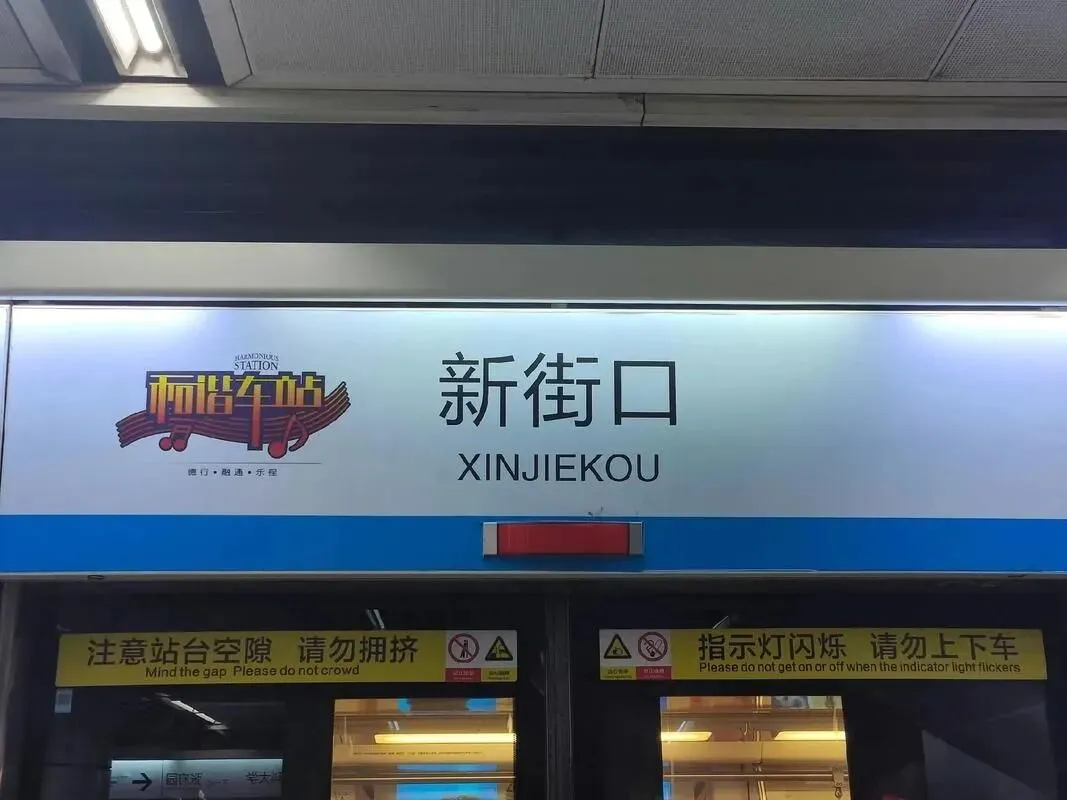 HARMONIOUS
STATION
和谐车站
德行·融通·乐程
新街口
XINJIEKOU
注意站台空隙 请勿拥挤
Mind the gap Please do not crowd
指示灯闪烁 请勿上下车
Please do not get on or off when the indicator light flickers